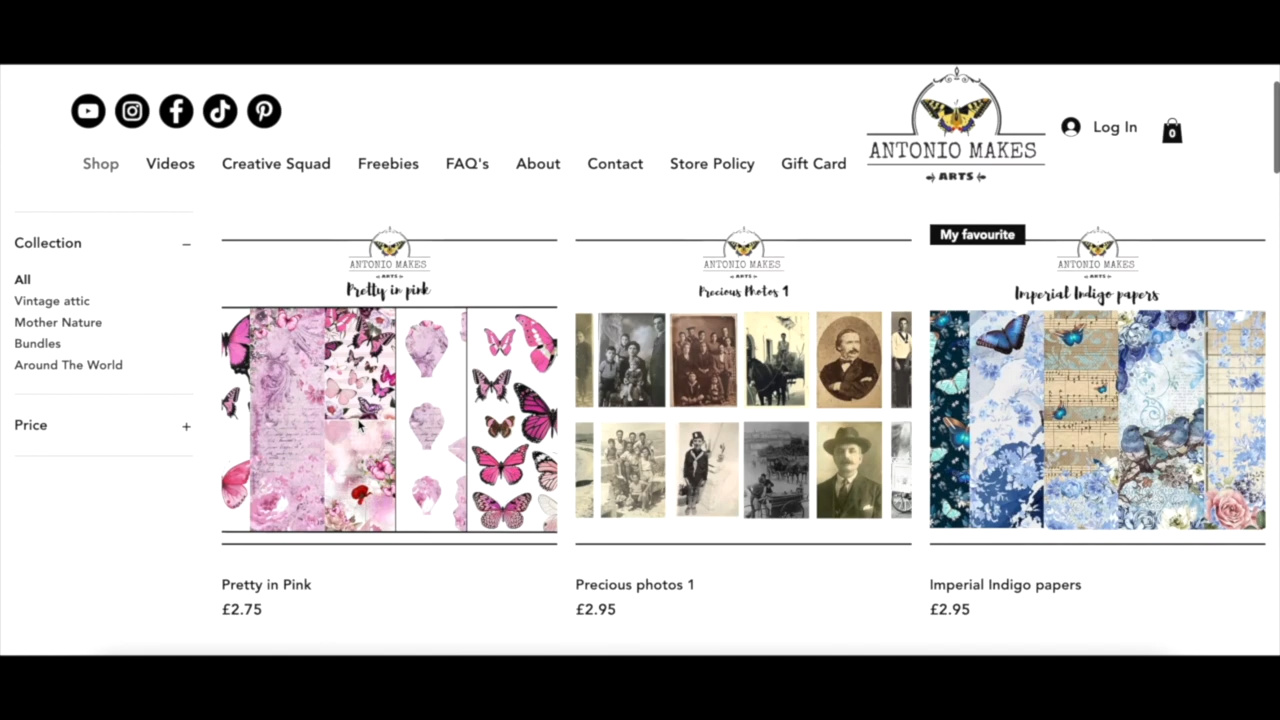 Shop
Videos
Creative Squad
Freebies
FAQ's
About
Contact
Store Policy
Gift Card
ANTONIO MAKES
ARTS
Log In
0
Collection
All
Vintage attic
Mother Nature
Bundles
Around The World
Price
ANTONIO MAKES
ARTS
Pretty in pink
Pretty in Pink
£2.75
ANTONIO MAKES
ARTS
Precious Photos 1
Precious photos 1
£2.95
My favourite
ANTONIO MAKES
ARTS
Imperial Indigo papers
Imperial Indigo papers
£2.95